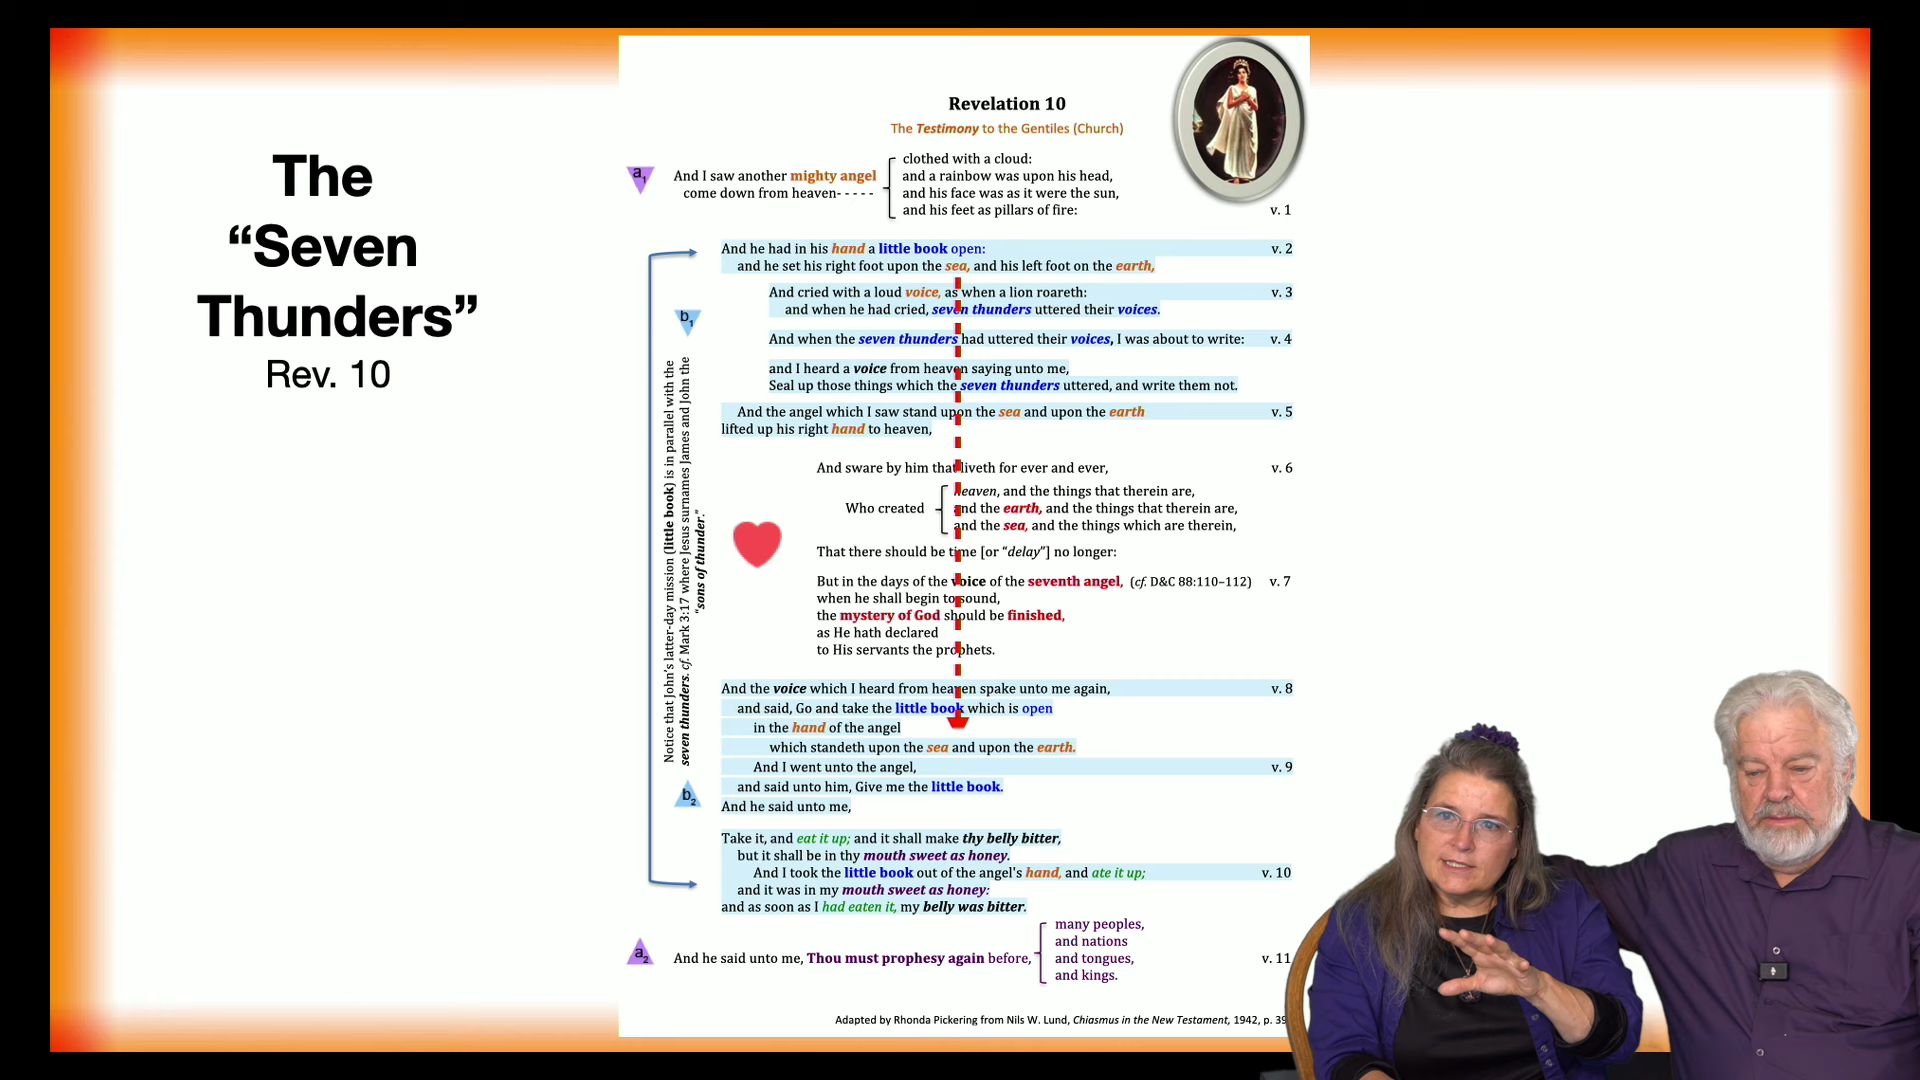 The
“Seven
Thunders”
Rev. 10
Revelation 10
The Testimony to the Gentiles (Church)
a1
And I saw another mighty angel
come down from heaven- - - - -
clothed with a cloud:
and a rainbow was upon his head,
and his face was as it were the sun,
and his feet as pillars of fire: v. 1
And he had in his hand a little book open: v. 2
and he set his right foot upon the sea, and his left foot on the earth,
b1
And cried with a loud voice, as when a lion roareth: v. 3
and when he had cried, seven thunders uttered their voices.
And when the seven thunders had uttered their voices, I was about to write: v. 4
and I heard a voice from heaven saying unto me,
Seal up those things which the seven thunders uttered, and write them not.
And the angel which I saw stand upon the sea and upon the earth v. 5
lifted up his right hand to heaven,
Notice that John’s latter-day mission (little book) is in parallel with the
seven thunders. cf. Mark 3:17 where Jesus surnames James and John the
“sons of thunder.”
And sware by him that liveth for ever and ever, v. 6
Who created
heaven, and the things that therein are,
and the earth, and the things that therein are,
and the sea, and the things which are therein,
That there should be time [or “delay”] no longer:
But in the days of the voice of the seventh angel, (cf. D&C 88:110–112) v. 7
when he shall begin to sound,
the mystery of God should be finished,
as He hath declared
to His servants the prophets.
And the voice which I heard from heaven spake unto me again, v. 8
and said, Go and take the little book which is open
in the hand of the angel
which standeth upon the sea and upon the earth.
And I went unto the angel, v. 9
and said unto him, Give me the little book.
b2
And he said unto me,
Take it, and eat it up; and it shall make thy belly bitter,
but it shall be in thy mouth sweet as honey.
And I took the little book out of the angel's hand, and ate it up; v. 10
and it was in my mouth sweet as honey:
and as soon as I had eaten it, my belly was bitter.
a2
And he said unto me, Thou must prophesy again before, v. 11
many peoples,
and nations
and tongues,
and kings.
Adapted by Rhonda Pickering from Nils W. Lund, Chiasmus in the New Testament, 1942, p. 39